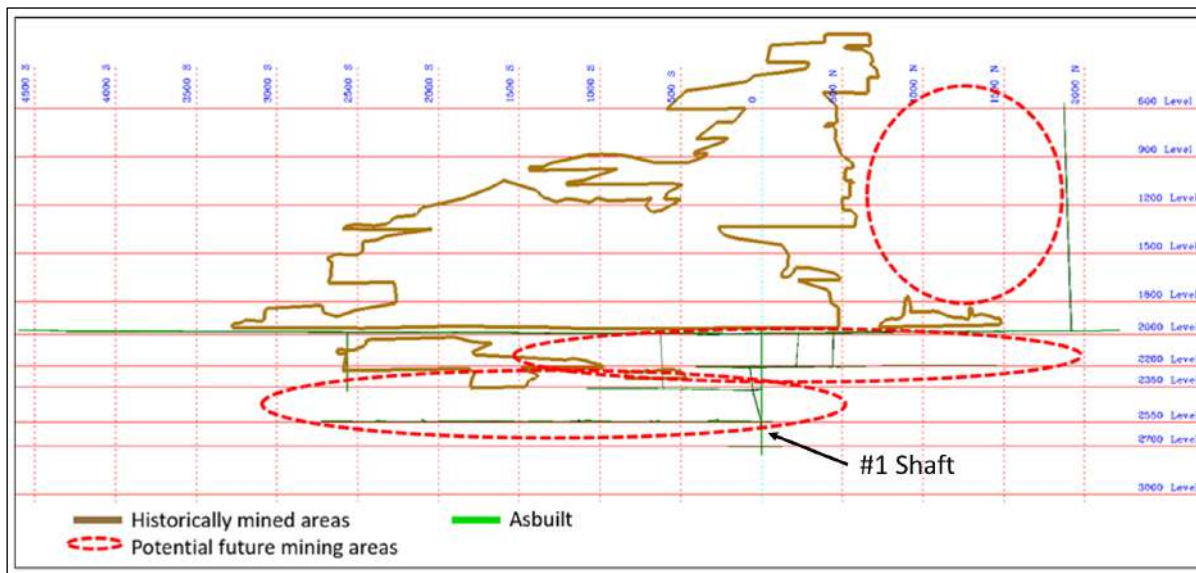 4500 S
4000 S
3500 S
3000 S
2500 S
2000 S
1500 S
1000 S
500 S
0
500 N
1000 N
1500 N
2000 N
600 Level
900 Level
1200 Level
1500 Level
1800 Level
2000 Level
2200 Level
2350 Level
2550 Level
2700 Level
3000 Level
#1 Shaft
Historically mined areas
Asbuilt
Potential future mining areas